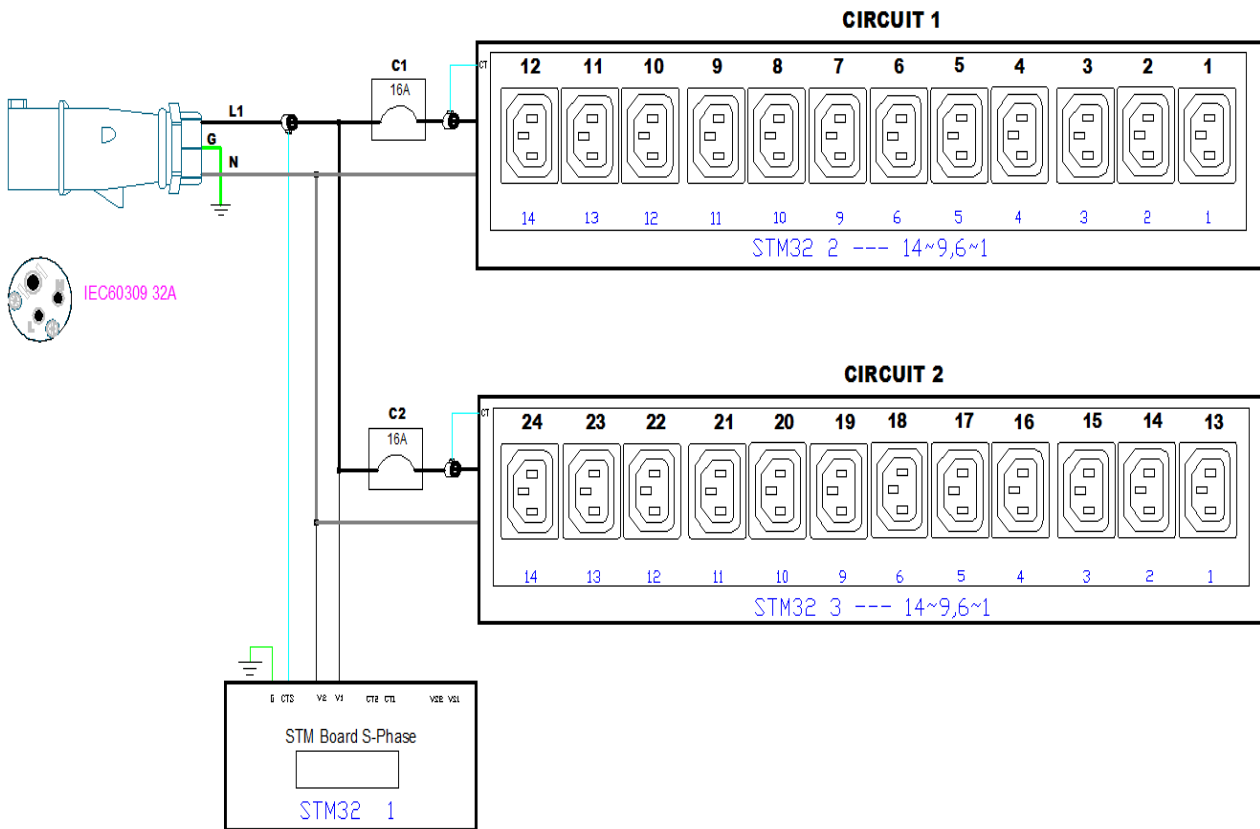 CIRCUIT 1
C1
16A
CT
12 11 10 9 8 7 6 5 4 3 2 1
L1
G
N
14 13 12 11 10 9 6 5 4 3 2 1
STM32 2 --- 14~9,6~1
IEC60309 32A
N
L
CIRCUIT 2
C2
16A
CT
24 23 22 21 20 19 18 17 16 15 14 13
14 13 12 11 10 9 6 5 4 3 2 1
STM32 3 --- 14~9,6~1
G CTS V2 V1 CT2 CT1 VS2 VS1
STM Board S-Phase
STM32 1